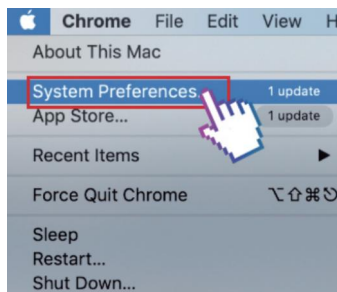 Chrome File Edit View H
About This Mac
System Preferences... 1 update
App Store... 1 update
Recent Items
Force Quit Chrome ⌥⇧⌘⎋
Sleep
Restart...
Shut Down...